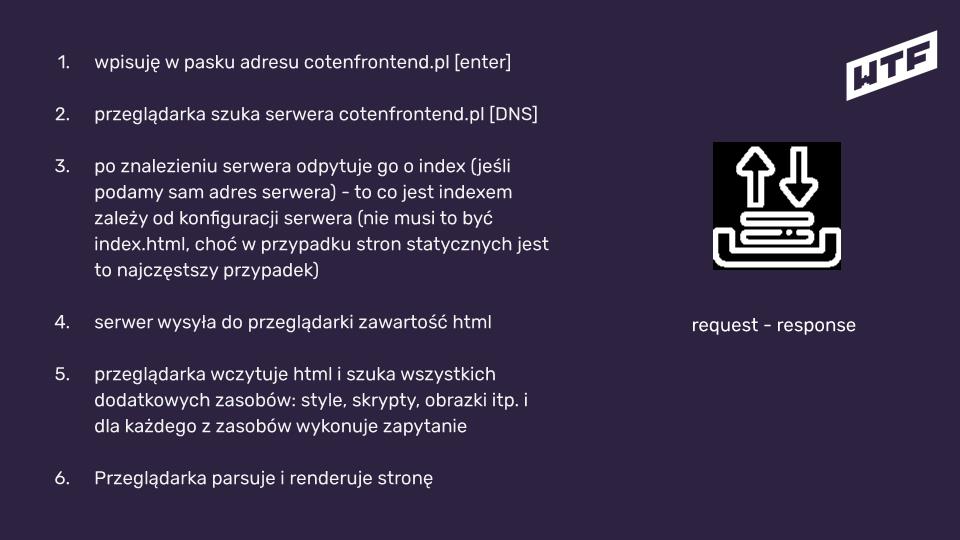 WTF
1. wpisuję w pasku adresu cotenfrontend.pl [enter]
2. przeglądarka szuka serwera cotenfrontend.pl [DNS]
3. po znalezieniu serwera odpytuje go o index (jeśli
podamy sam adres serwera) - to co jest indexem
zależy od konfiguracji serwera (nie musi to być
index.html, choć w przypadku stron statycznych jest
to najczęstszy przypadek)
4. serwer wysyła do przeglądarki zawartość html
5. przeglądarka wczytuje html i szuka wszystkich
dodatkowych zasobów: style, skrypty, obrazki itp. i
dla każdego z zasobów wykonuje zapytanie
6. Przeglądarka parsuje i renderuje stronę
request - response